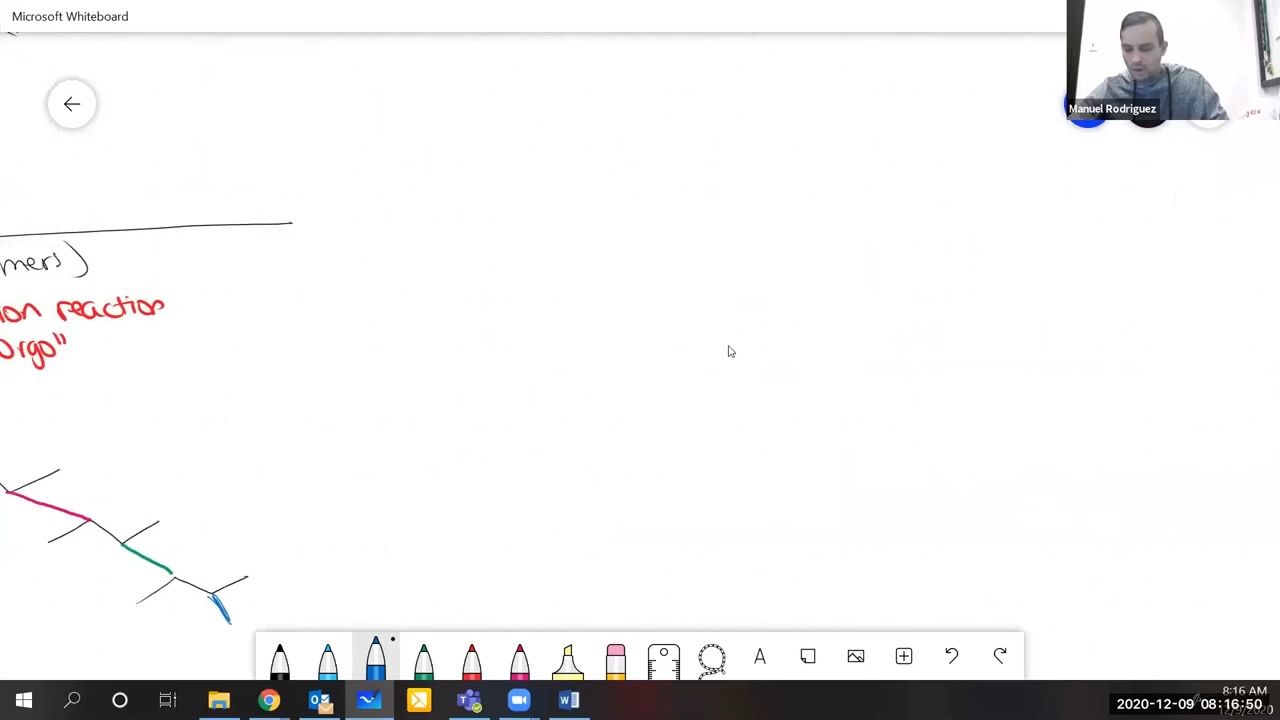 Microsoft Whiteboard
Manuel Rodriguez
mers)
ion reaction
Orgo"
A
8:16 AM
2020-12-09 08:16:50